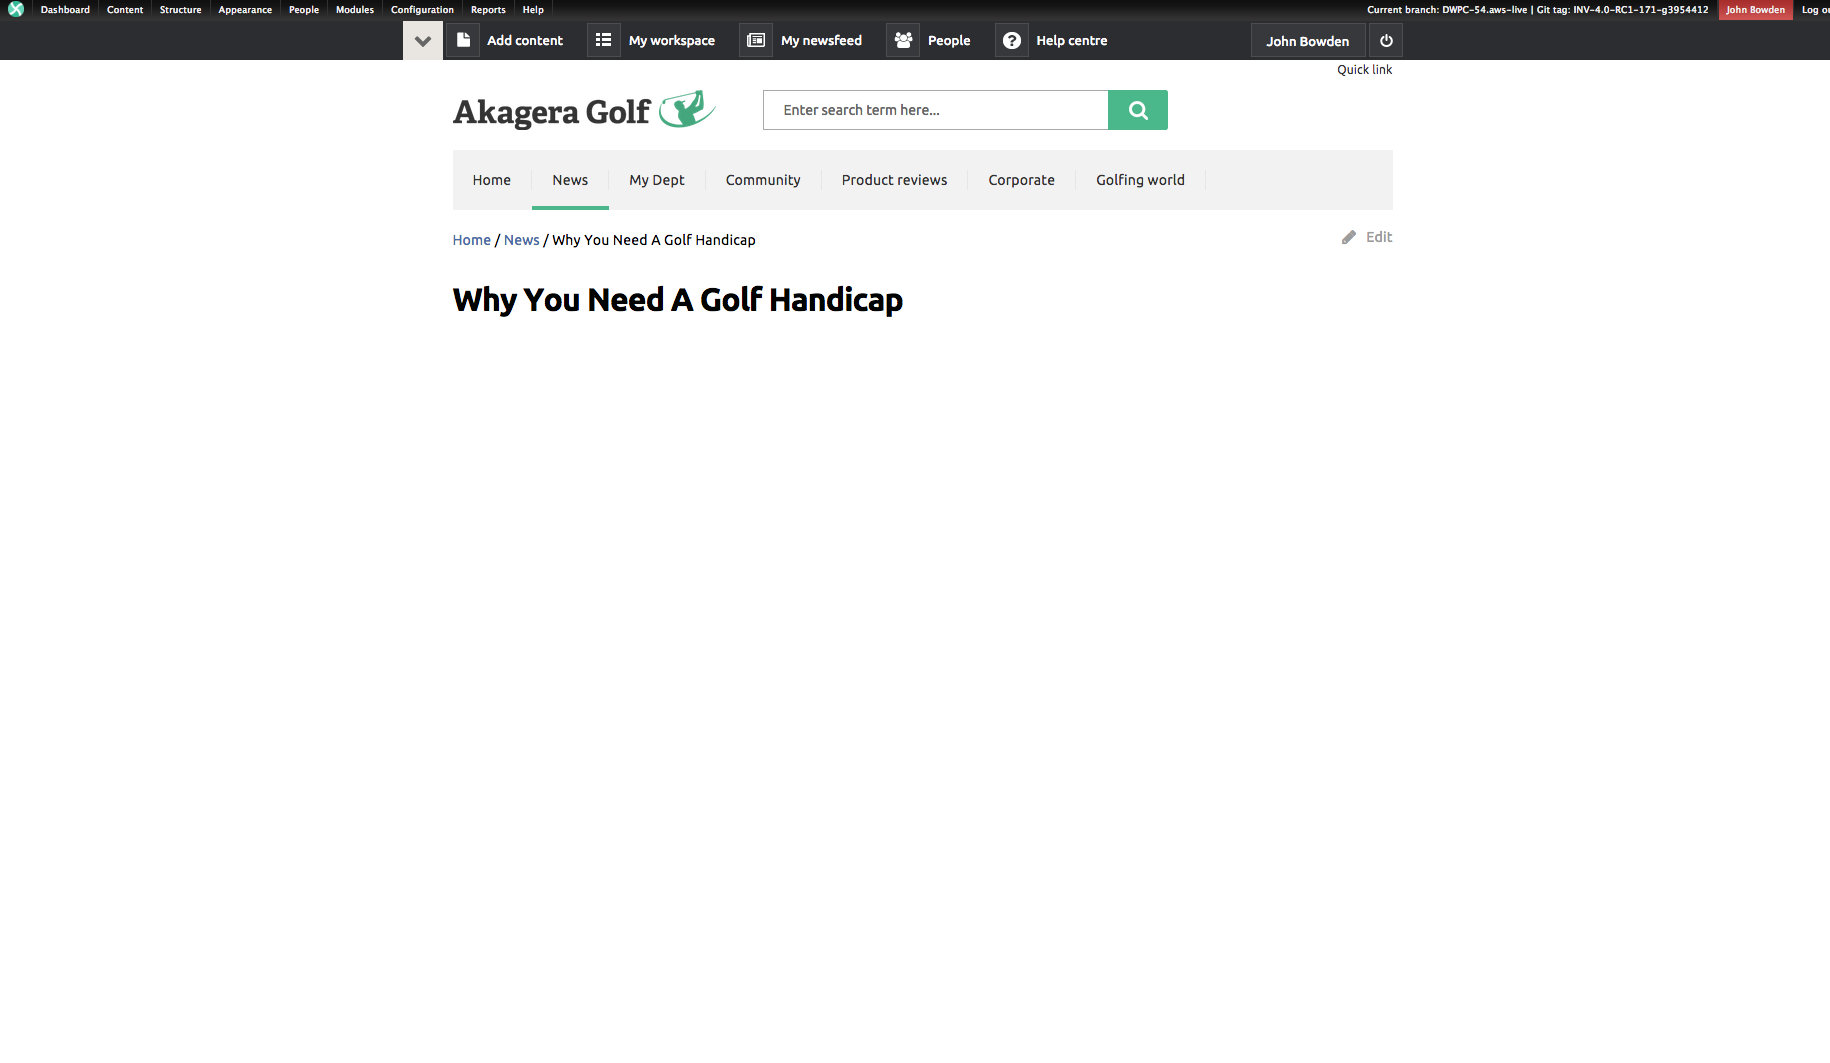 Dashboard Content Structure Appearance People Modules Configuration Reports Help Current branch: DWPC-54.aws-live | Git tag: INV-4.0-RC1-171-g3954412 John Bowden Log
Add content My workspace My newsfeed People Help centre John Bowden
Quick link
Akagera Golf Enter search term here...
Home News My Dept Community Product reviews Corporate Golfing world
Home / News / Why You Need A Golf Handicap Edit
Why You Need A Golf Handicap